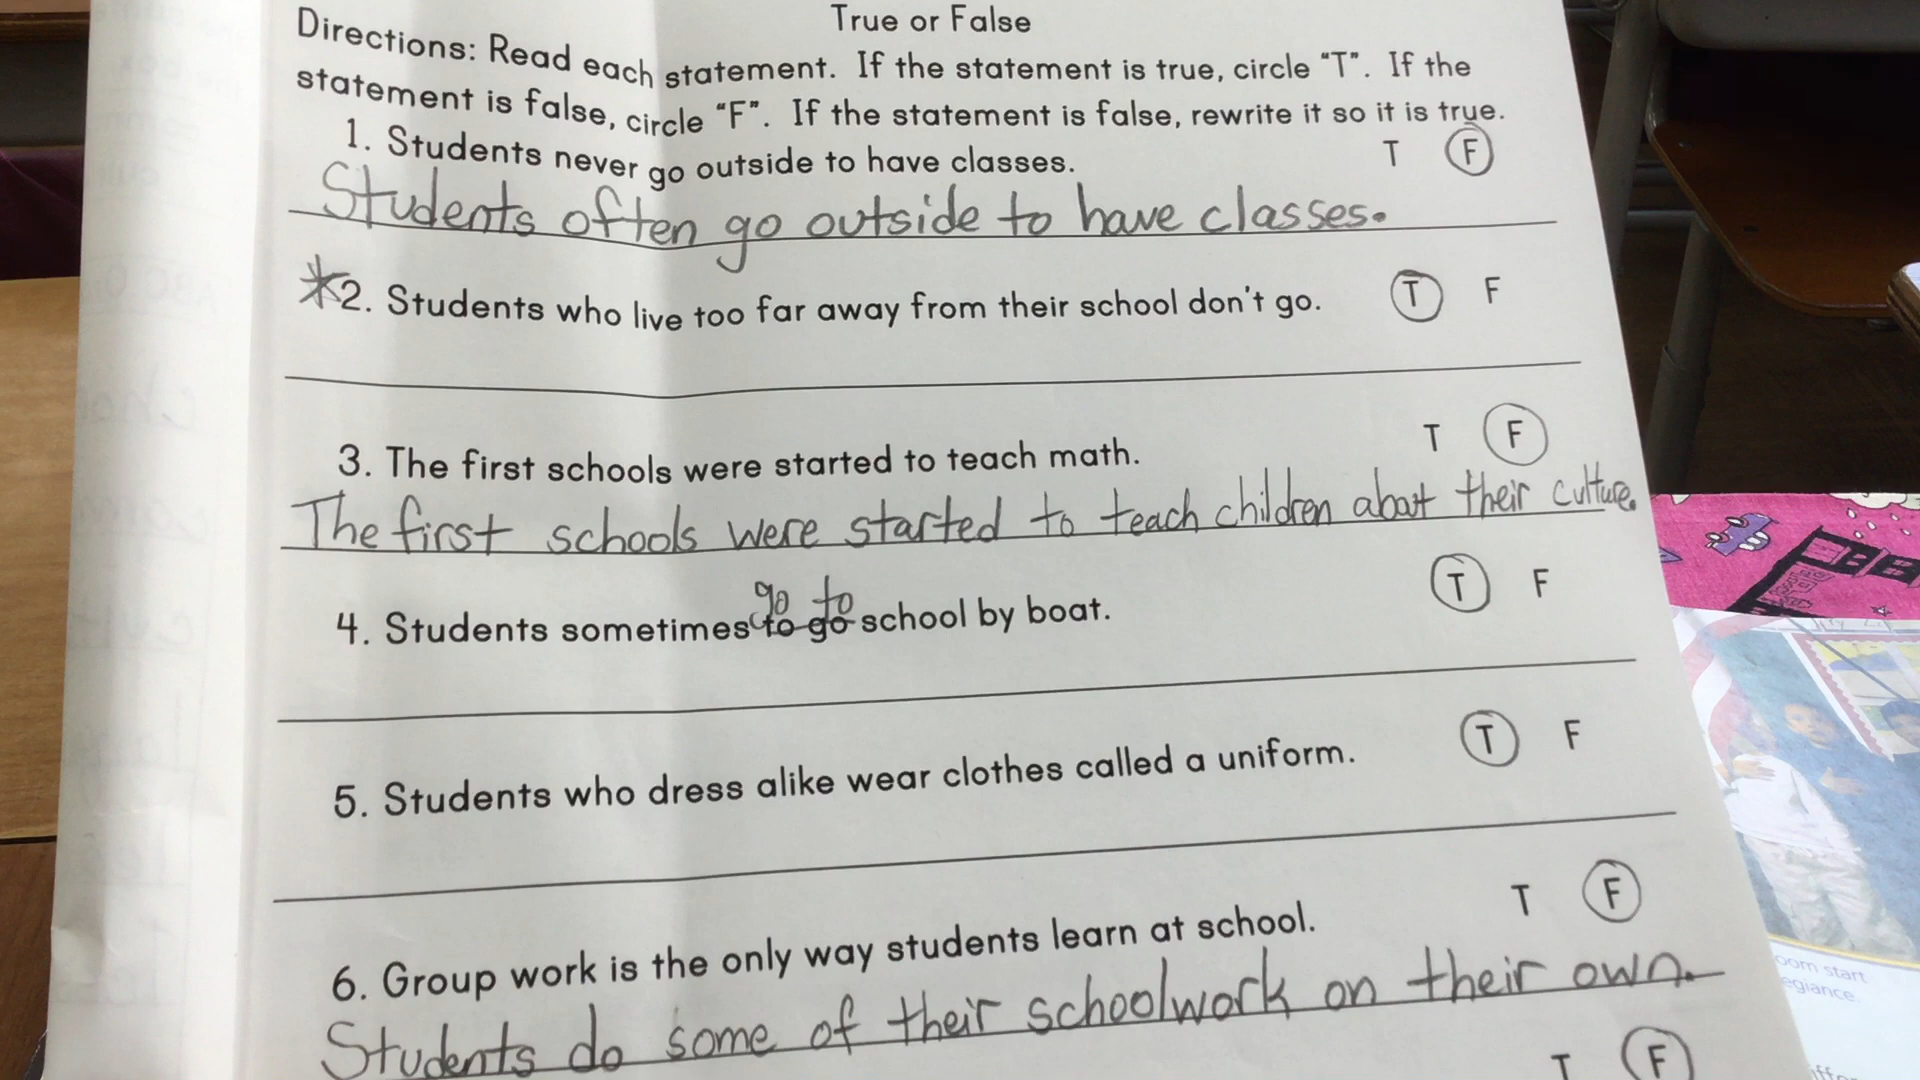 True or False
Directions: Read each statement. If the statement is true, circle "T". If the
statement is false, circle "F". If the statement is false, rewrite it so it is true.
1. Students never go outside to have classes. T F
Students often go outside to have classes.
*2. Students who live too far away from their school don't go. T F
3. The first schools were started to teach math. T F
The first schools were started to teach children about their culture.
go to
4. Students sometimes to go school by boat. T F
5. Students who dress alike wear clothes called a uniform. T F
6. Group work is the only way students learn at school. T F
Students do some of their schoolwork on their own.
T F
oom start
egiance.